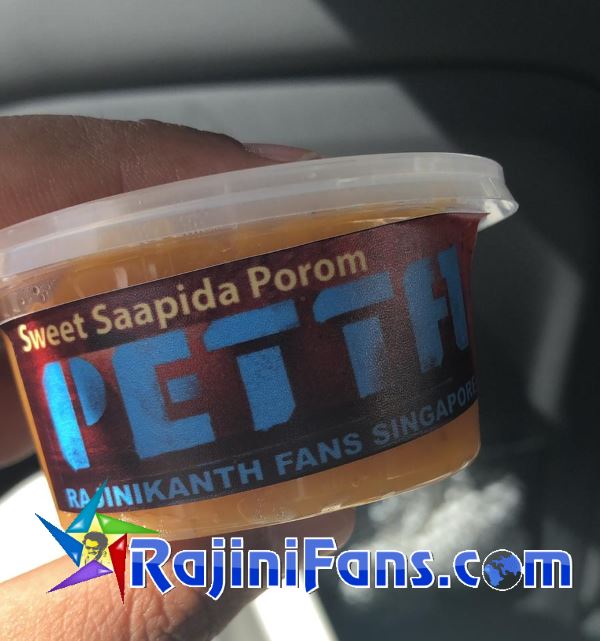 Sweet Saapida Porom
PETTA
RAJINIKANTH FANS SINGAPORE
RajiniFans.com